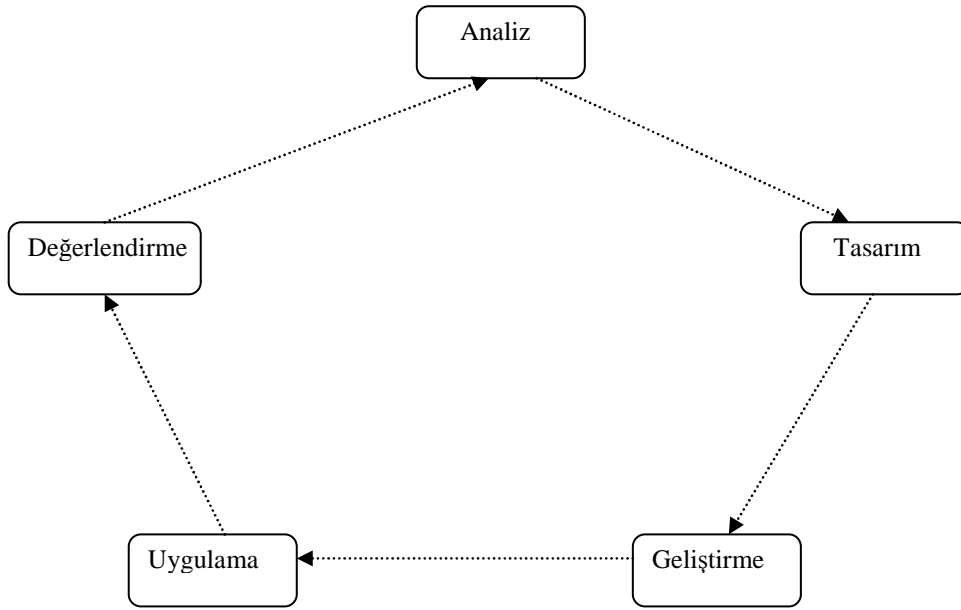 Analiz
Değerlendirme
Tasarım
Uygulama
Geliştirme